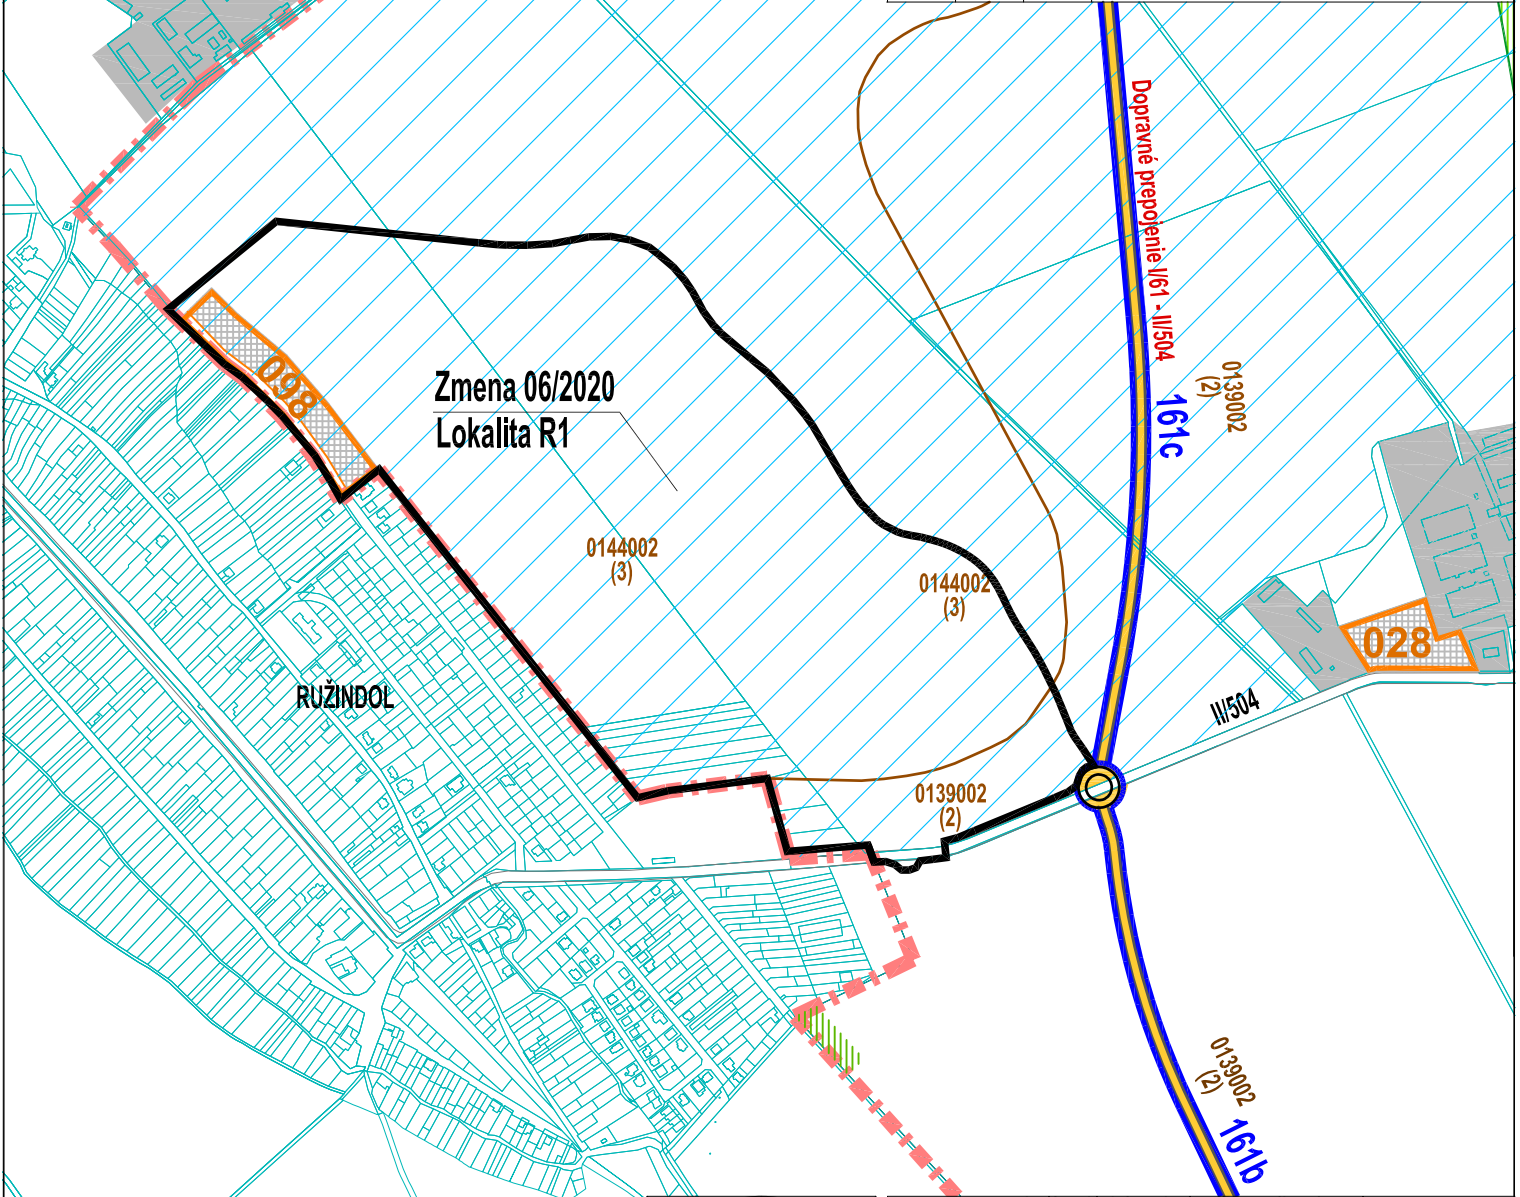 Dopravné prepojenie I/61 - II/504
0139002
(2)
161c
098
Zmena 06/2020
Lokalita R1
0144002
(3)
0144002
(3)
028
RUŽINDOL
II/504
0139002
(2)
0139002
(2)
161b